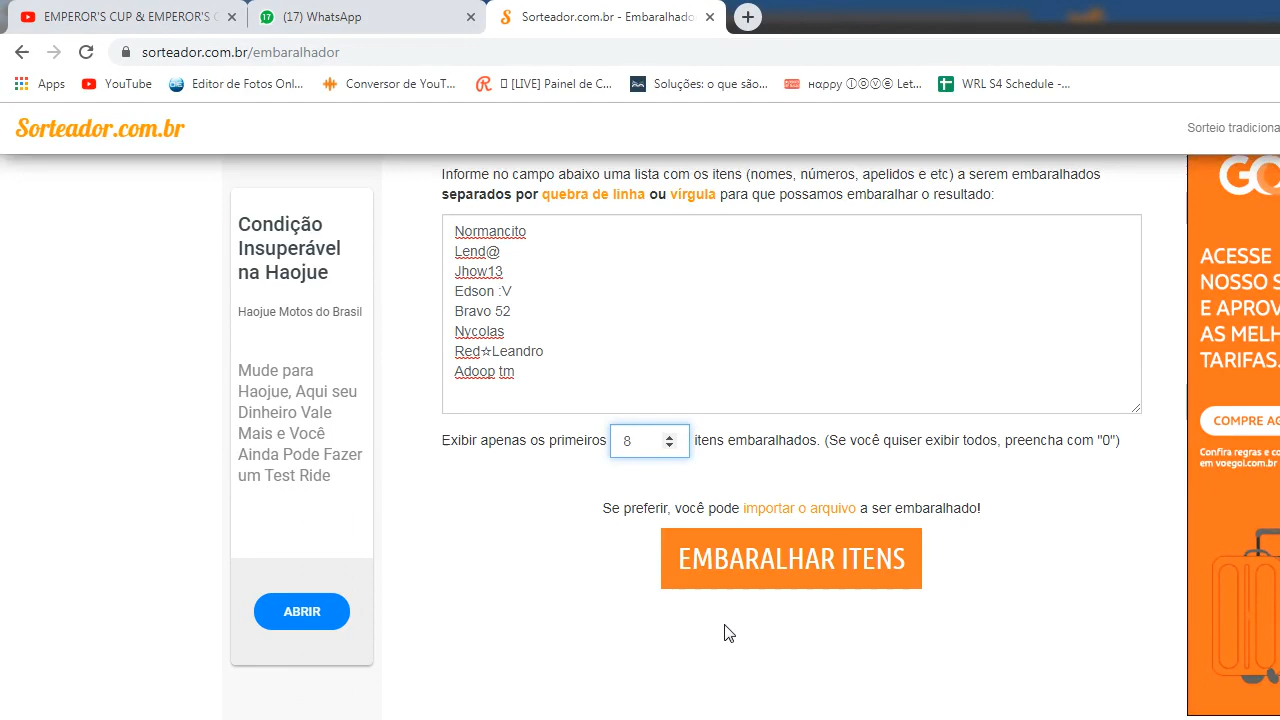 EMPEROR'S CUP & EMPEROR'S C
(17) WhatsApp
Sorteador.com.br - Embaralhador
sorteador.com.br/embaralhador
Apps
YouTube
Editor de Fotos Onl...
Conversor de YouT...
[LIVE] Painel de C...
Soluções: o que são...
нαρργ ⓛⓞⓥⓔ Let...
WRL S4 Schedule -...
Sorteador.com.br
Sorteio tradiciona
Informe no campo abaixo uma lista com os itens (nomes, números, apelidos e etc) a serem embaralhados
separados por quebra de linha ou vírgula para que possamos embaralhar o resultado:
Normancito
Lend@
Jhow13
Edson :V
Bravo 52
Nycolas
Red☆Leandro
Adoop tm
Exibir apenas os primeiros 8 itens embaralhados. (Se você quiser exibir todos, preencha com "0")
Se preferir, você pode importar o arquivo a ser embaralhado!
EMBARALHAR ITENS
Condição
Insuperável
na Haojue
Haojue Motos do Brasil
Mude para
Haojue, Aqui seu
Dinheiro Vale
Mais e Você
Ainda Pode Fazer
um Test Ride
ABRIR
GO
ACESSE
NOSSO S
E APROV
AS MELH
TARIFAS.
COMPRE AG
Confira regras e co
em voegol.com.br